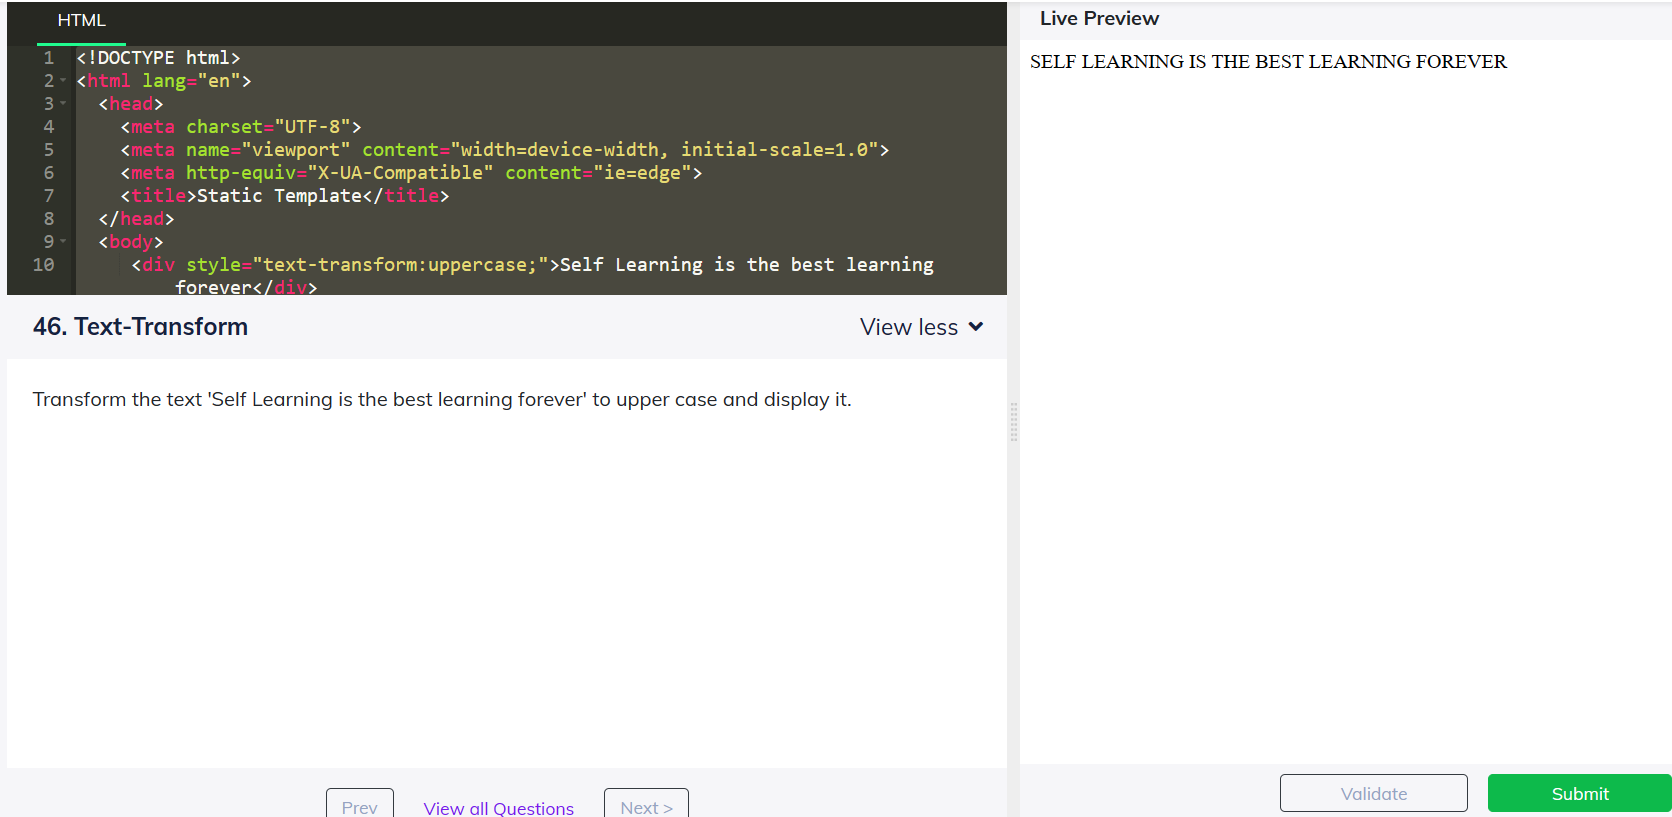 HTML
1 <!DOCTYPE html>
2 <html lang="en">
3 <head>
4 <meta charset="UTF-8">
5 <meta name="viewport" content="width=device-width, initial-scale=1.0">
6 <meta http-equiv="X-UA-Compatible" content="ie=edge">
7 <title>Static Template</title>
8 </head>
9 <body>
10 <div style="text-transform:uppercase;">Self Learning is the best learning
forever</div>
46. Text-Transform
View less
Transform the text 'Self Learning is the best learning forever' to upper case and display it.
Prev
View all Questions
Next >
Live Preview
SELF LEARNING IS THE BEST LEARNING FOREVER
Validate
Submit